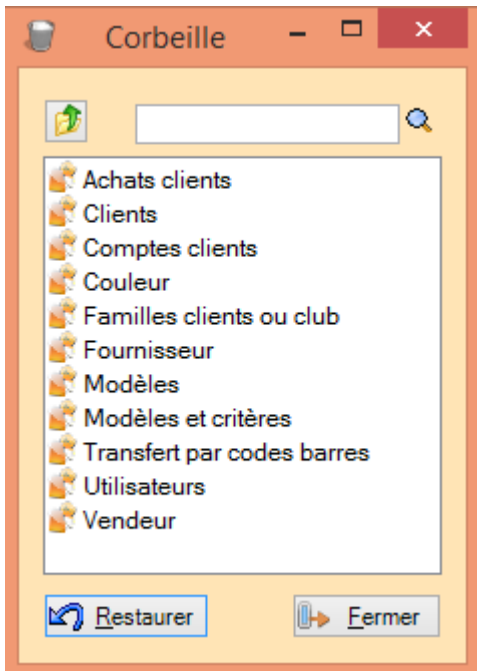 Corbeille
Achats clients
Clients
Comptes clients
Couleur
Familles clients ou club
Fournisseur
Modèles
Modèles et critères
Transfert par codes barres
Utilisateurs
Vendeur
Restaurer Fermer